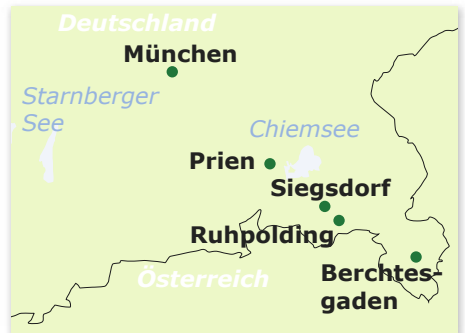 Deutschland
München
Starnberger
See
Chiemsee
Prien
Siegsdorf
Ruhpolding
Österreich
Berchtes-
gaden